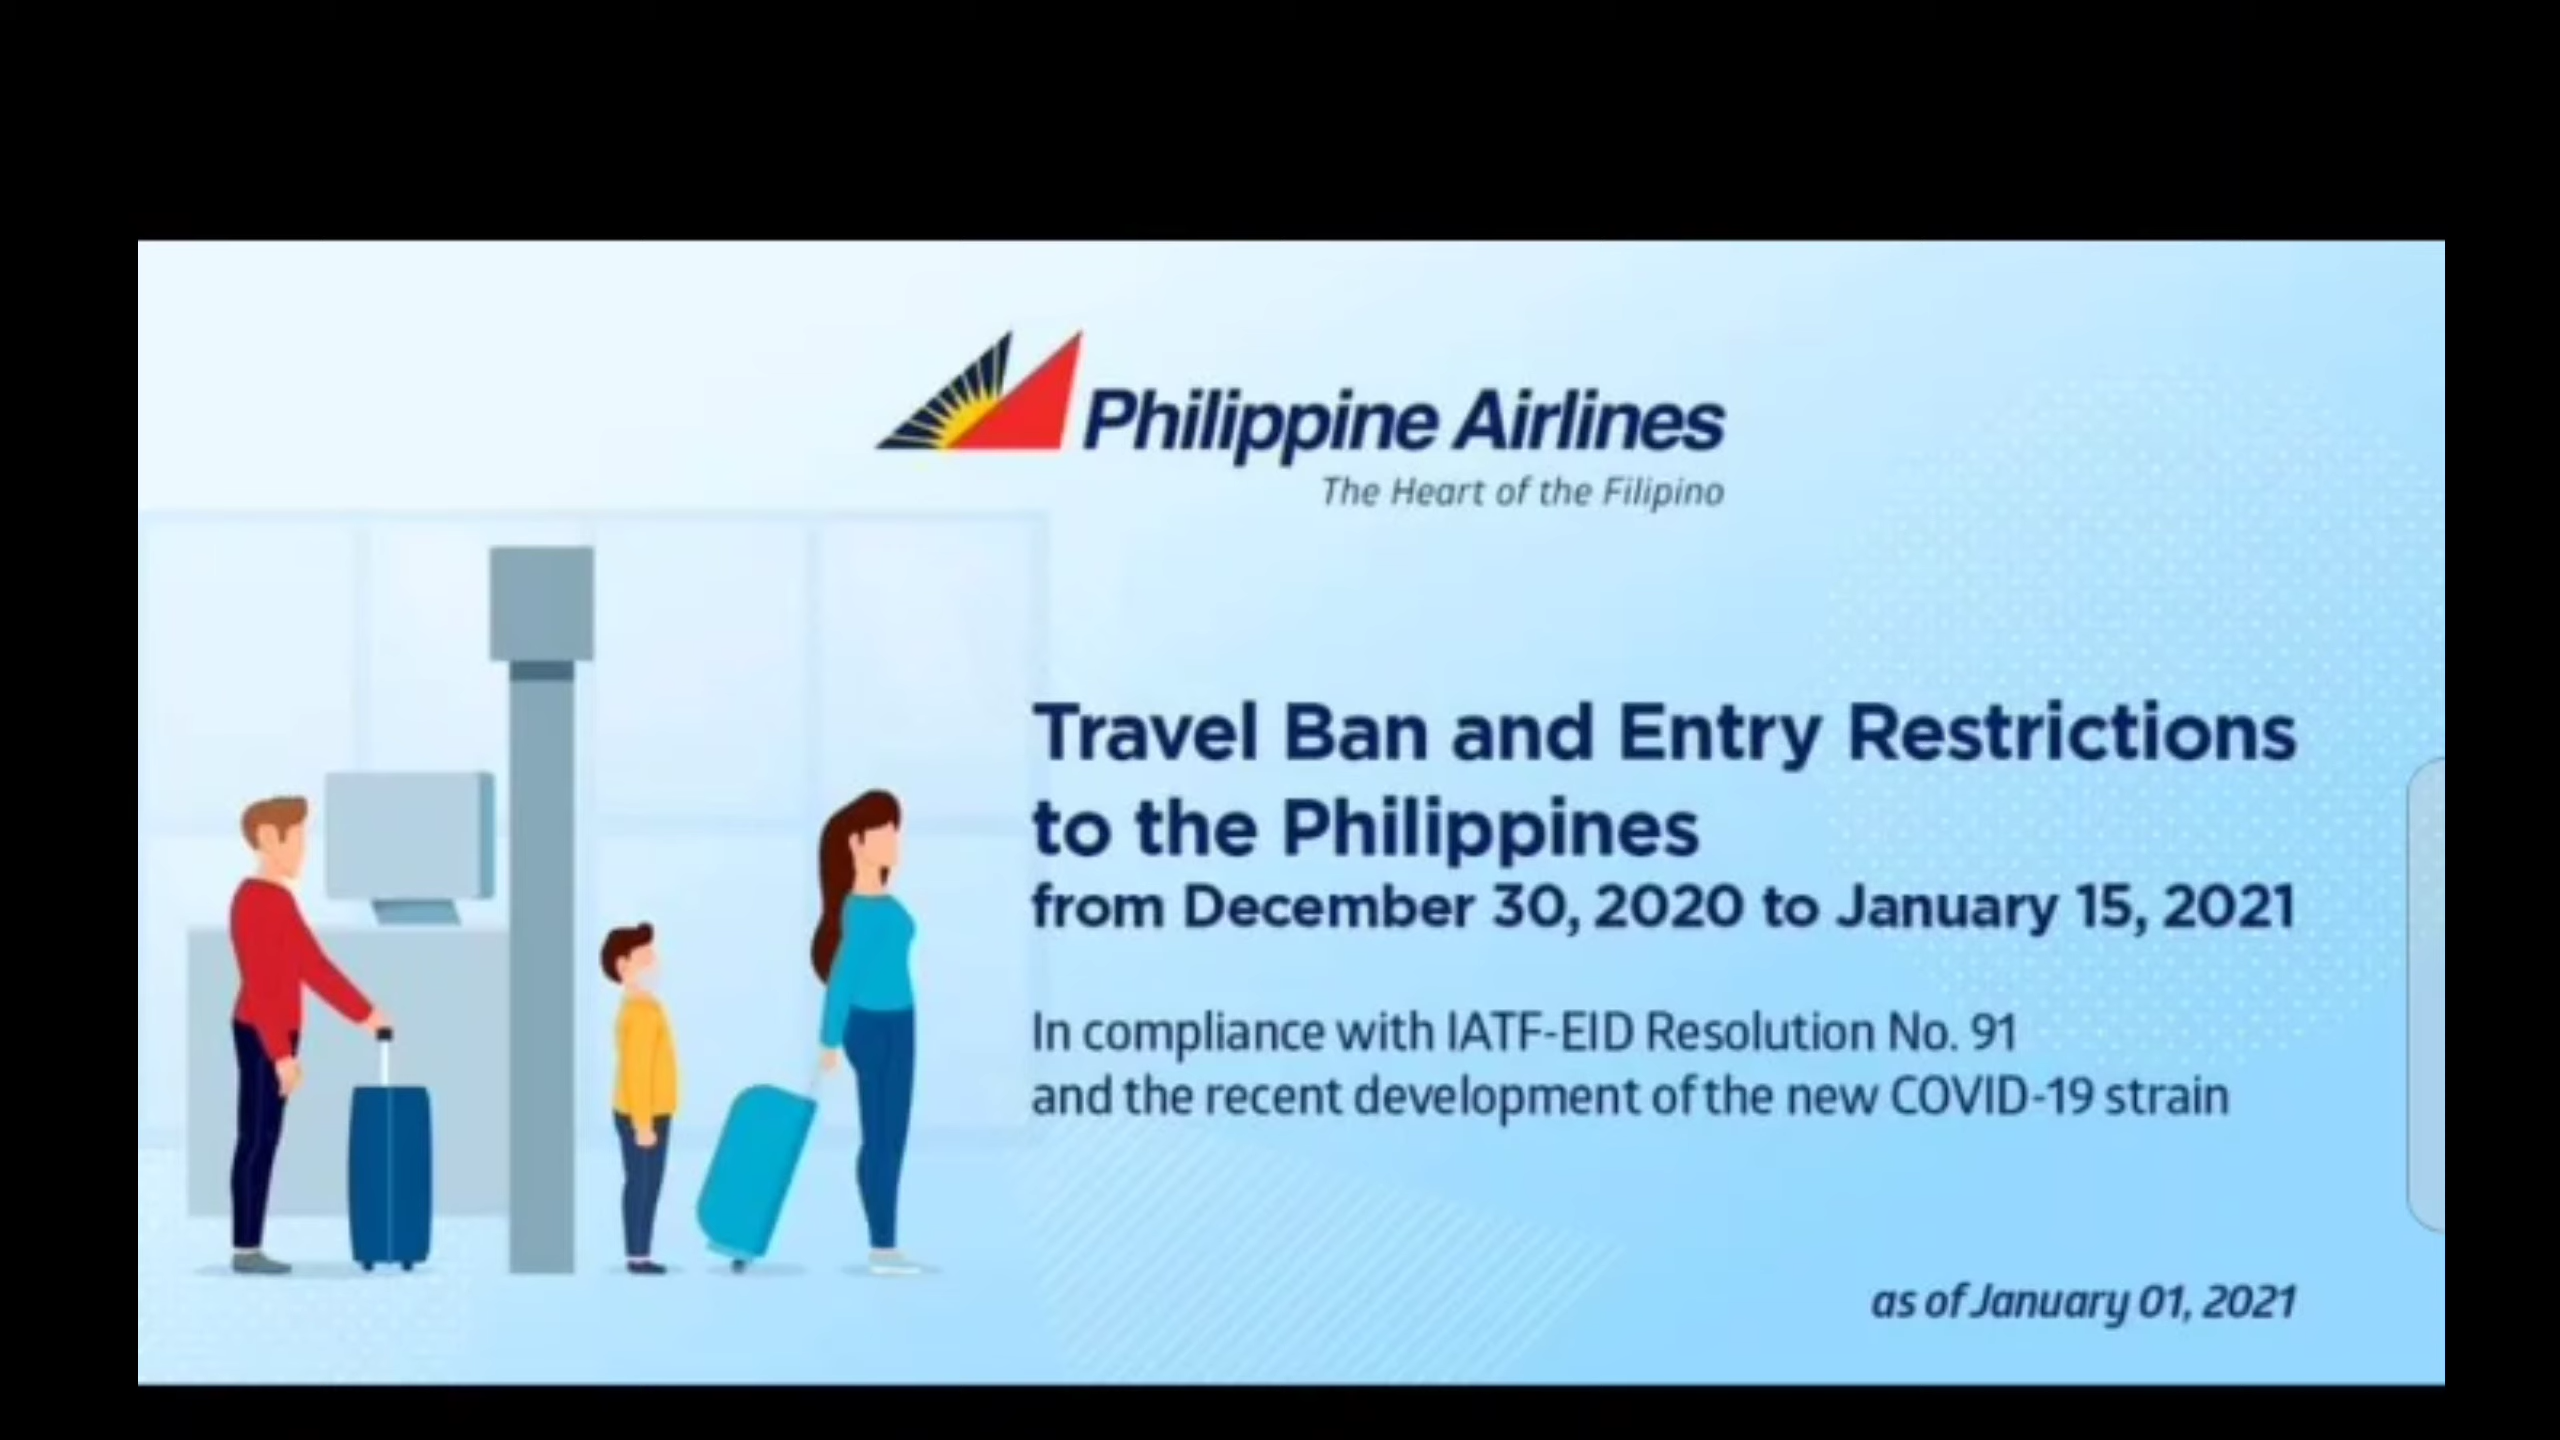 Philippine Airlines
The Heart of the Filipino
Travel Ban and Entry Restrictions
to the Philippines
from December 30, 2020 to January 15, 2021
In compliance with IATF-EID Resolution No. 91
and the recent development of the new COVID-19 strain
as of January 01, 2021